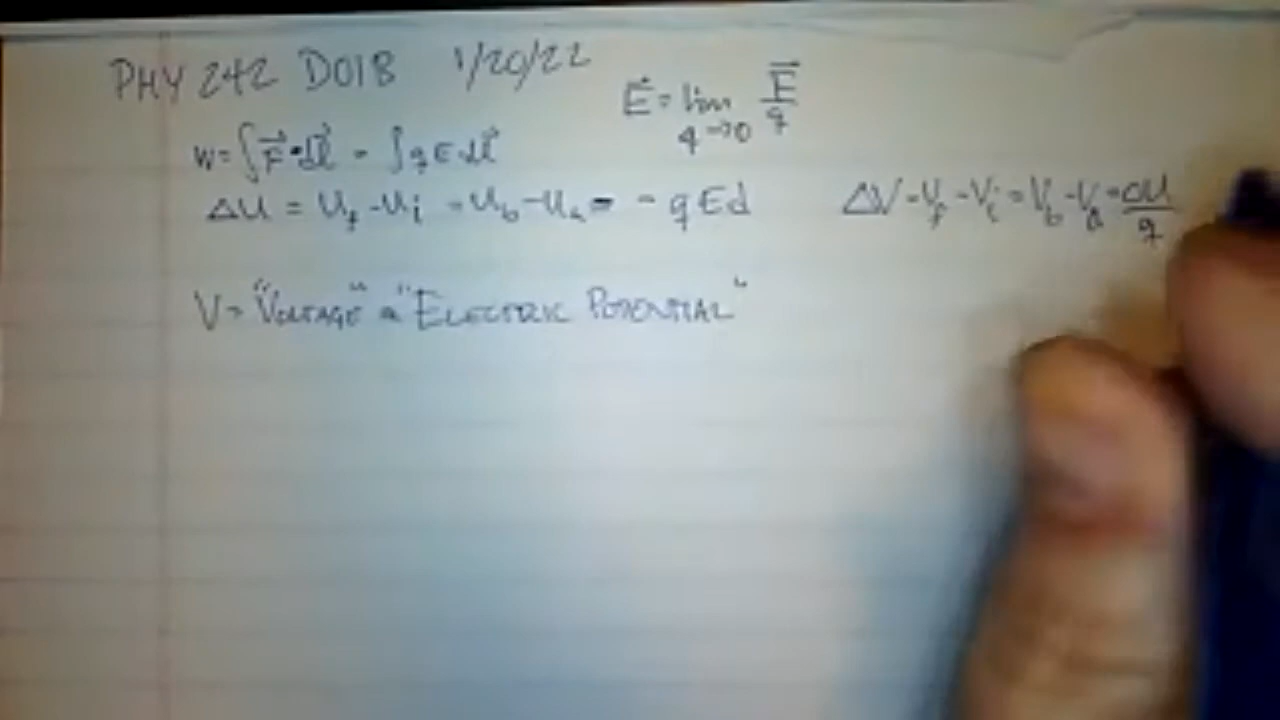 PHY 242 D01B 1/20/22
E⃗ = lim q→0 F⃗/q
W = ∫F⃗•dl⃗ = ∫qE dl⃗
ΔU = U_f - U_i = U_b - U_a = - qEd
ΔV = V_f - V_i = V_b - V_a = ΔU/q
V = "VOLTAGE" = "ELECTRIC POTENTIAL"